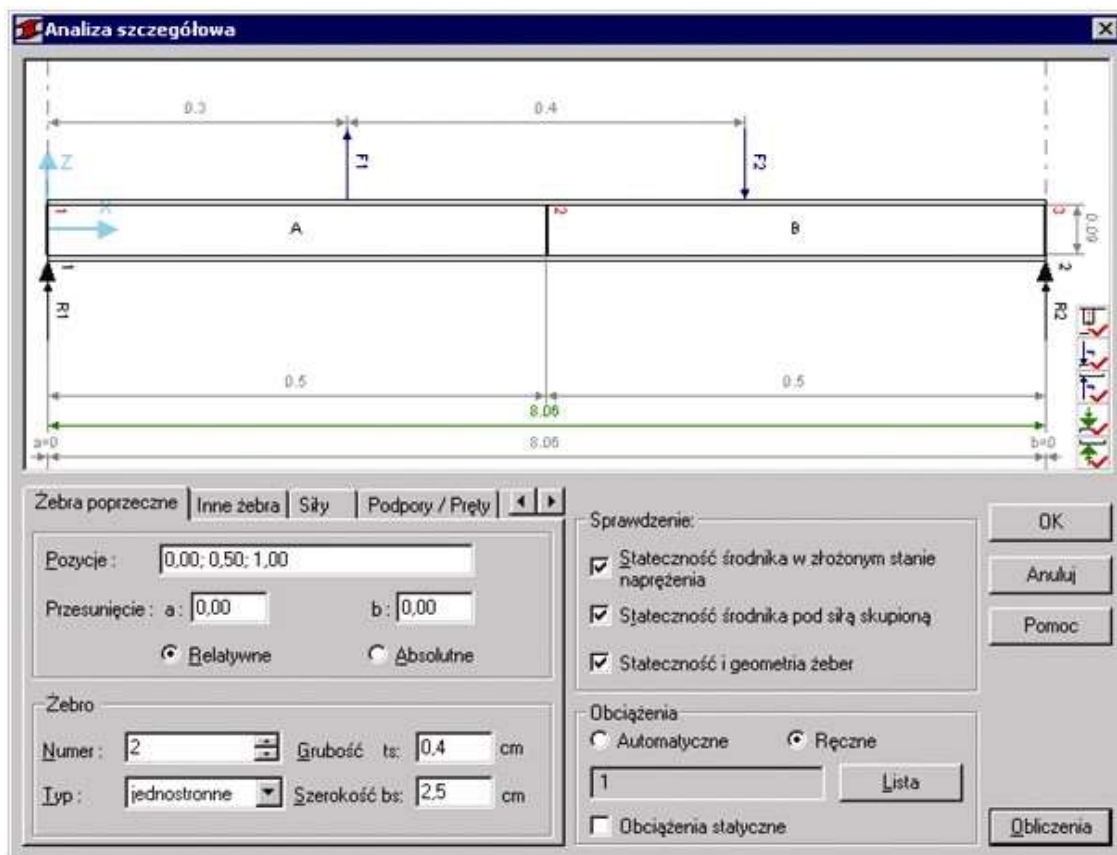 Analiza szczegółowa
0.3
0.4
F1
F2
Z
X
1
2
3
A
B
0.09
1
2
R1
R2
0.5
0.5
8.06
a=0
8.06
b=0
Żebra poprzeczne
Inne żebra
Siły
Podpory / Pręty
Pozycje :
0,00; 0,50; 1,00
Przesunięcie : a : 0,00 b : 0,00
Relatywne
Absolutne
Żebro
Numer : 2 Grubość ts: 0,4 cm
Typ : jednostronne Szerokość bs: 2,5 cm
Sprawdzenie:
Stateczność środnika w złożonym stanie
naprężenia
Stateczność środnika pod siłą skupioną
Stateczność i geometria żeber
Obciążenia
Automatyczne
Ręczne
1
Lista
Obciążenia statyczne
OK
Anuluj
Pomoc
Obliczenia